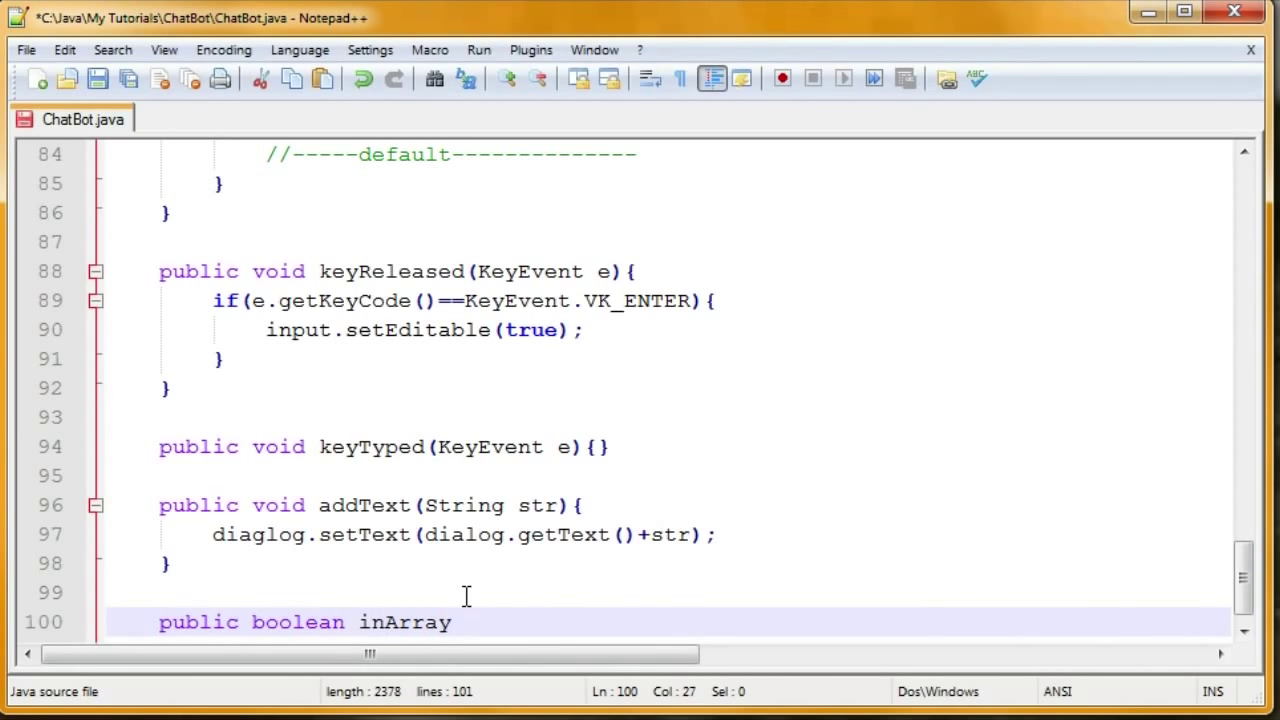 *C:\Java\My Tutorials\ChatBot\ChatBot.java - Notepad++
File Edit Search View Encoding Language Settings Macro Run Plugins Window ? X
ABC
ChatBot.java
84 //-----default--------------
85 }
86 }
87
88 public void keyReleased(KeyEvent e){
89 if(e.getKeyCode()==KeyEvent.VK_ENTER){
90 input.setEditable(true);
91 }
92 }
93
94 public void keyTyped(KeyEvent e){}
95
96 public void addText(String str){
97 diaglog.setText(dialog.getText()+str);
98 }
99
100 public boolean inArray
Java source file length : 2378 lines : 101 Ln : 100 Col : 27 Sel : 0 Dos\Windows ANSI INS